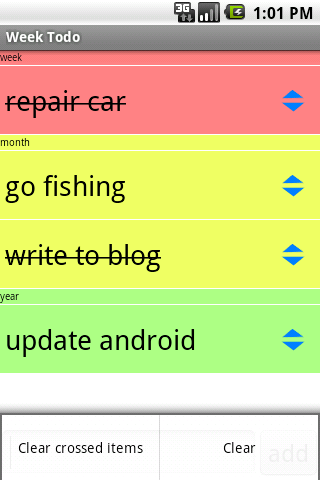 3G
1:01 PM
Week Todo
week
repair car
month
go fishing
write to blog
year
update android
Clear crossed items
Clear
add